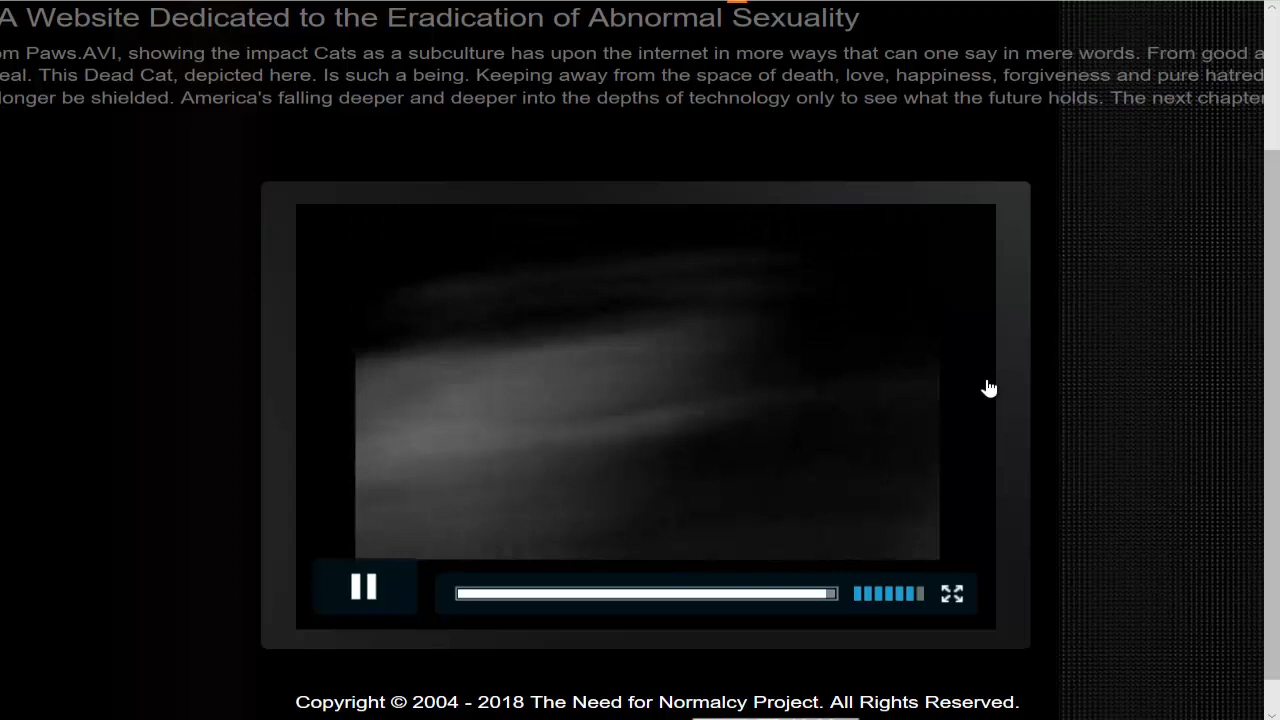 A Website Dedicated to the Eradication of Abnormal Sexuality
om Paws.AVI, showing the impact Cats as a subculture has upon the internet in more ways that can one say in mere words. From good a
eal. This Dead Cat, depicted here. Is such a being. Keeping away from the space of death, love, happiness, forgiveness and pure hatred
longer be shielded. America's falling deeper and deeper into the depths of technology only to see what the future holds. The next chapter
Copyright © 2004 - 2018 The Need for Normalcy Project. All Rights Reserved.